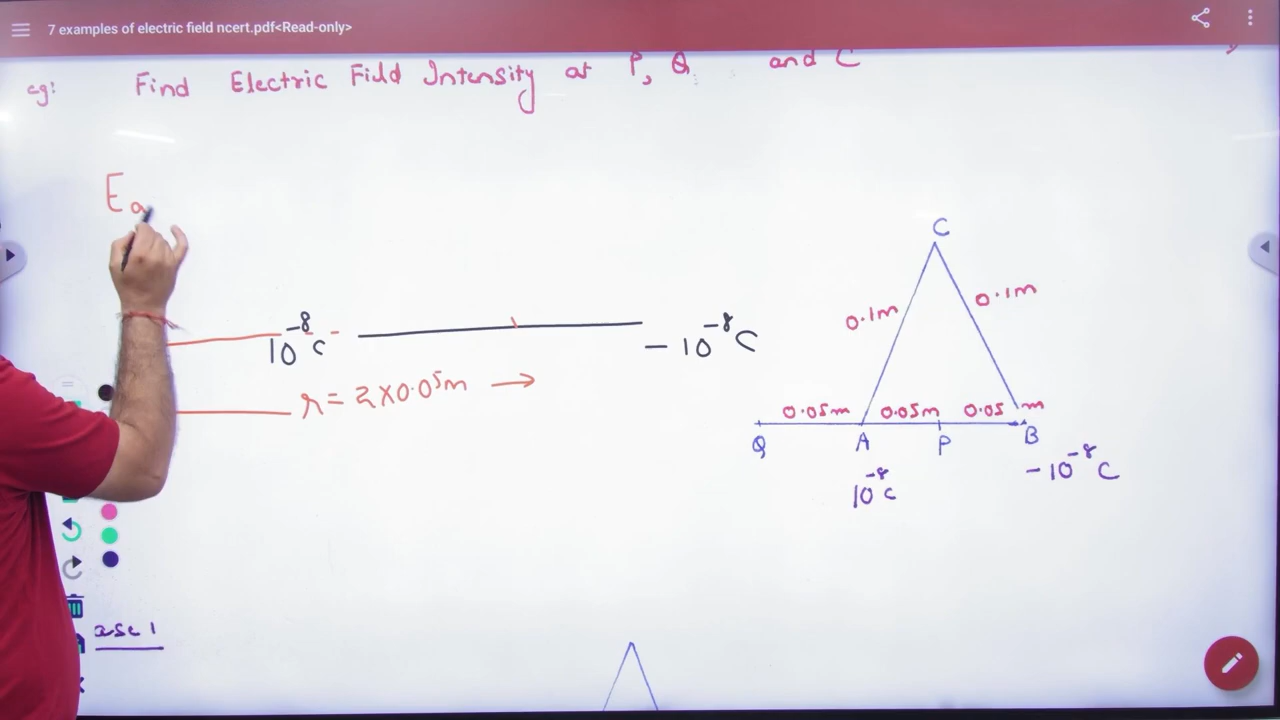 7 examples of electric field ncert.pdf<Read-only>
eg: Find Electric Field Intensity at P, Q and C
Ea
10⁻⁸ C
- 10⁻⁸ C
r = 2 x 0.05m →
C
0.1m
0.1m
0.05m 0.05m 0.05 m
Q A P B
10⁻⁸ C
- 10⁻⁸ C
ase 1